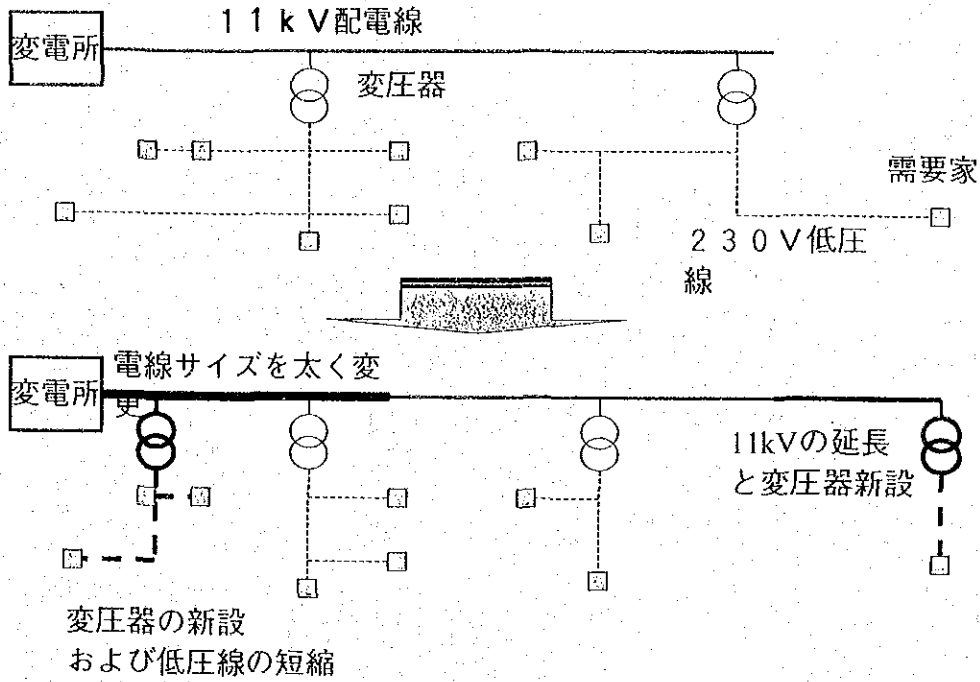 １１ｋＶ配電線
変電所
変圧器
需要家
２３０Ｖ低圧
線
電線サイズを太く変
更
変電所
11kVの延長
と変圧器新設
変圧器の新設
および低圧線の短縮